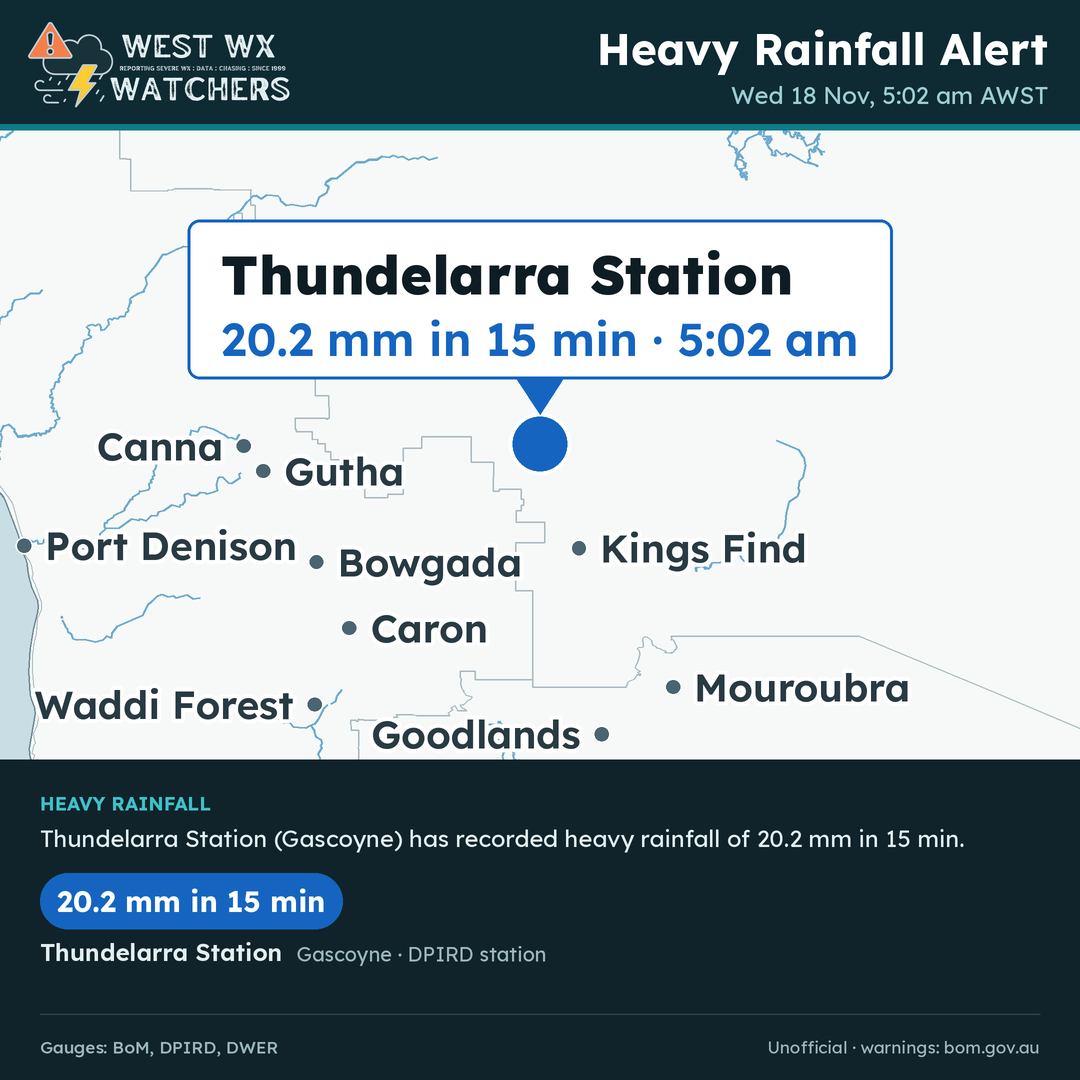 WEST WX
REPORTING SEVERE WX : DATA : CHASING : SINCE 1999
WATCHERS
Heavy Rainfall Alert
Wed 18 Nov, 5:02 am AWST
Thundelarra Station
20.2 mm in 15 min · 5:02 am
Canna
Gutha
Port Denison
Bowgada
Kings Find
Caron
Waddi Forest
Mouroubra
Goodlands
HEAVY RAINFALL
Thundelarra Station (Gascoyne) has recorded heavy rainfall of 20.2 mm in 15 min.
20.2 mm in 15 min
Thundelarra Station Gascoyne · DPIRD station
Gauges: BoM, DPIRD, DWER
Unofficial · warnings: bom.gov.au